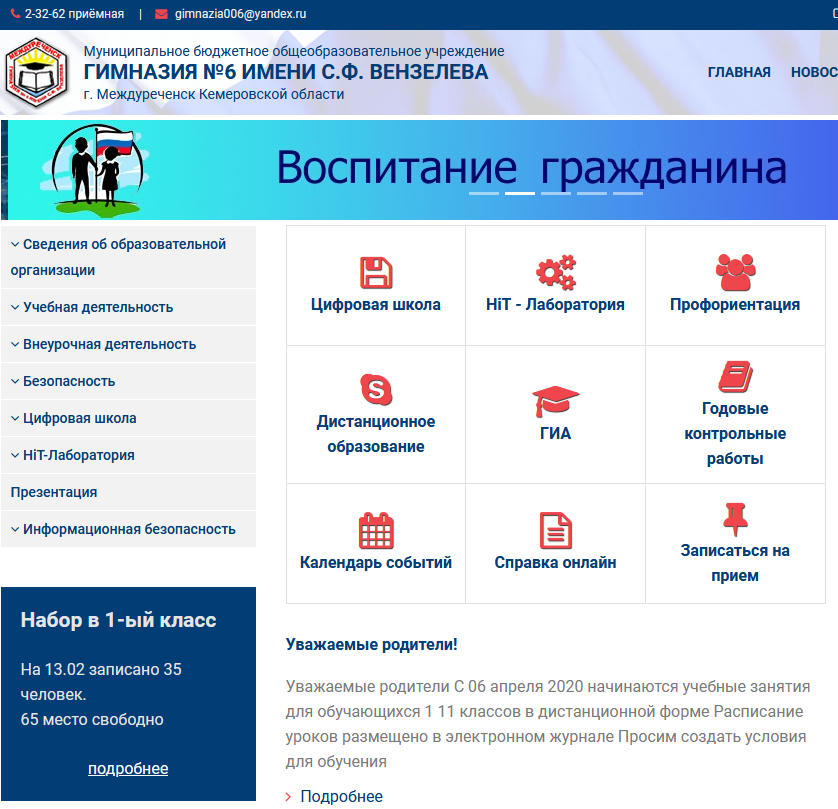 2-32-62 приёмная | gimnazia006@yandex.ru
Муниципальное бюджетное общеобразовательное учреждение
ГИМНАЗИЯ №6 ИМЕНИ С.Ф. ВЕНЗЕЛЕВА
г. Междуреченск Кемеровской области
ГЛАВНАЯ НОВОС
МЕЖДУРЕЧЕНСК
Воспитание гражданина
Сведения об образовательной
организации
Учебная деятельность
Внеурочная деятельность
Безопасность
Цифровая школа
HiT-Лаборатория
Презентация
Информационная безопасность
Набор в 1-ый класс
На 13.02 записано 35
человек.
65 место свободно
подробнее
Цифровая школа
HiT - Лаборатория
Профориентация
Дистанционное
образование
ГИА
Годовые
контрольные
работы
Календарь событий
Справка онлайн
Записаться на
прием
Уважаемые родители!
Уважаемые родители С 06 апреля 2020 начинаются учебные занятия
для обучающихся 1 11 классов в дистанционной форме Расписание
уроков размещено в электронном журнале Просим создать условия
для обучения
Подробнее